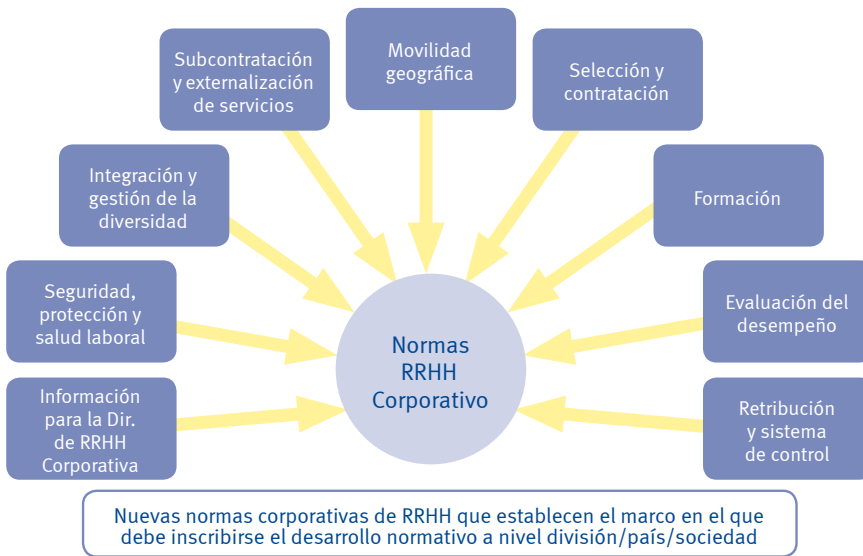 Información
para la Dir.
de RRHH
Corporativa
Seguridad,
protección y
salud laboral
Integración y
gestión de la
diversidad
Subcontratación
y externalización
de servicios
Movilidad
geográfica
Selección y
contratación
Formación
Evaluación del
desempeño
Retribución
y sistema
de control
Normas
RRHH
Corporativo
Nuevas normas corporativas de RRHH que establecen el marco en el que
debe inscribirse el desarrollo normativo a nivel división/país/sociedad